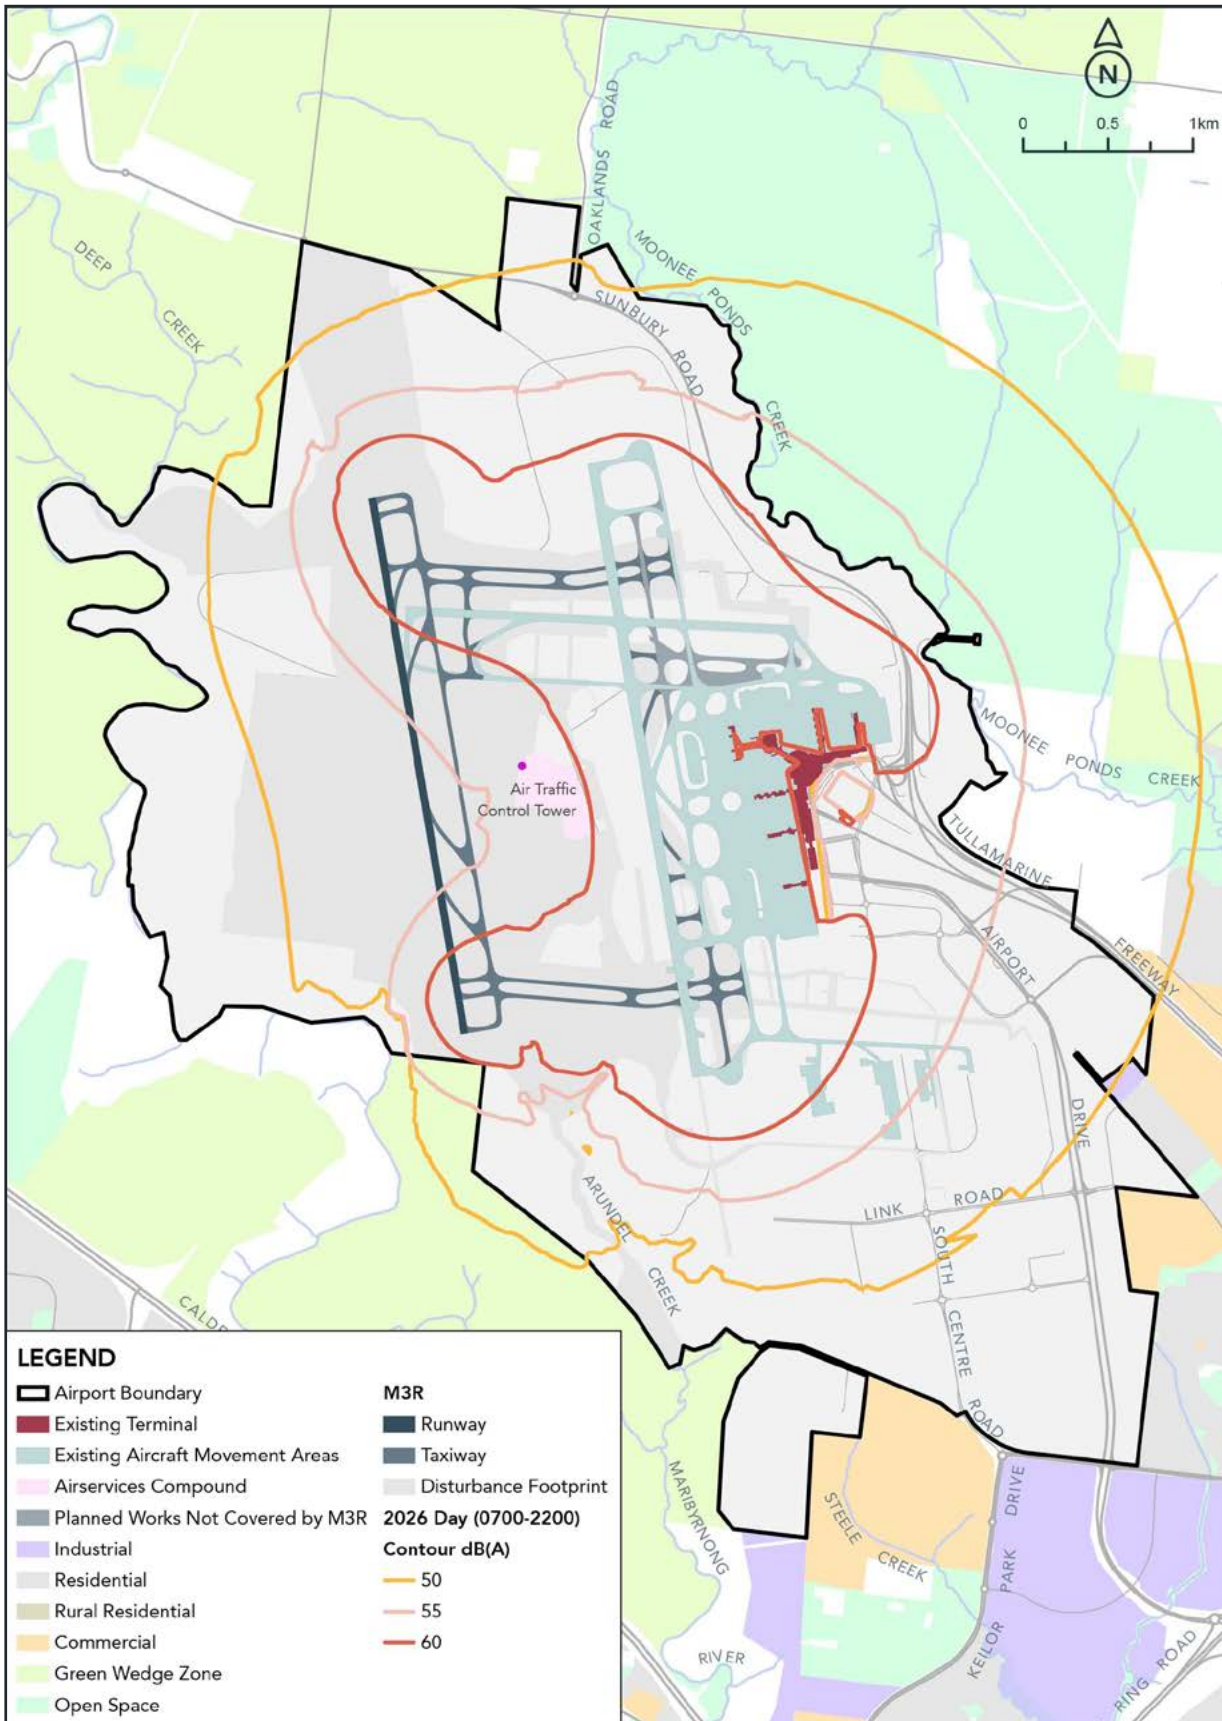 N
0 0.5 1km
OAKLANDS ROAD
MOONEE PONDS
CREEK
SUNBURY ROAD
DEEP
CREEK
Air Traffic
Control Tower
MOONEE PONDS CREEK
TULLAMARINE
FREEWAY
AIRPORT
DRIVE
LINK ROAD
ARUNDEL
CREEK
SOUTH
CENTRE
ROAD
MARIBYRNONG
RIVER
STEELE
CREEK
KEILOR PARK DRIVE
RING ROAD
LEGEND
Airport Boundary
Existing Terminal
Existing Aircraft Movement Areas
Airservices Compound
Planned Works Not Covered by M3R
Industrial
Residential
Rural Residential
Commercial
Green Wedge Zone
Open Space
M3R
Runway
Taxiway
Disturbance Footprint
2026 Day (0700-2200)
Contour dB(A)
50
55
60